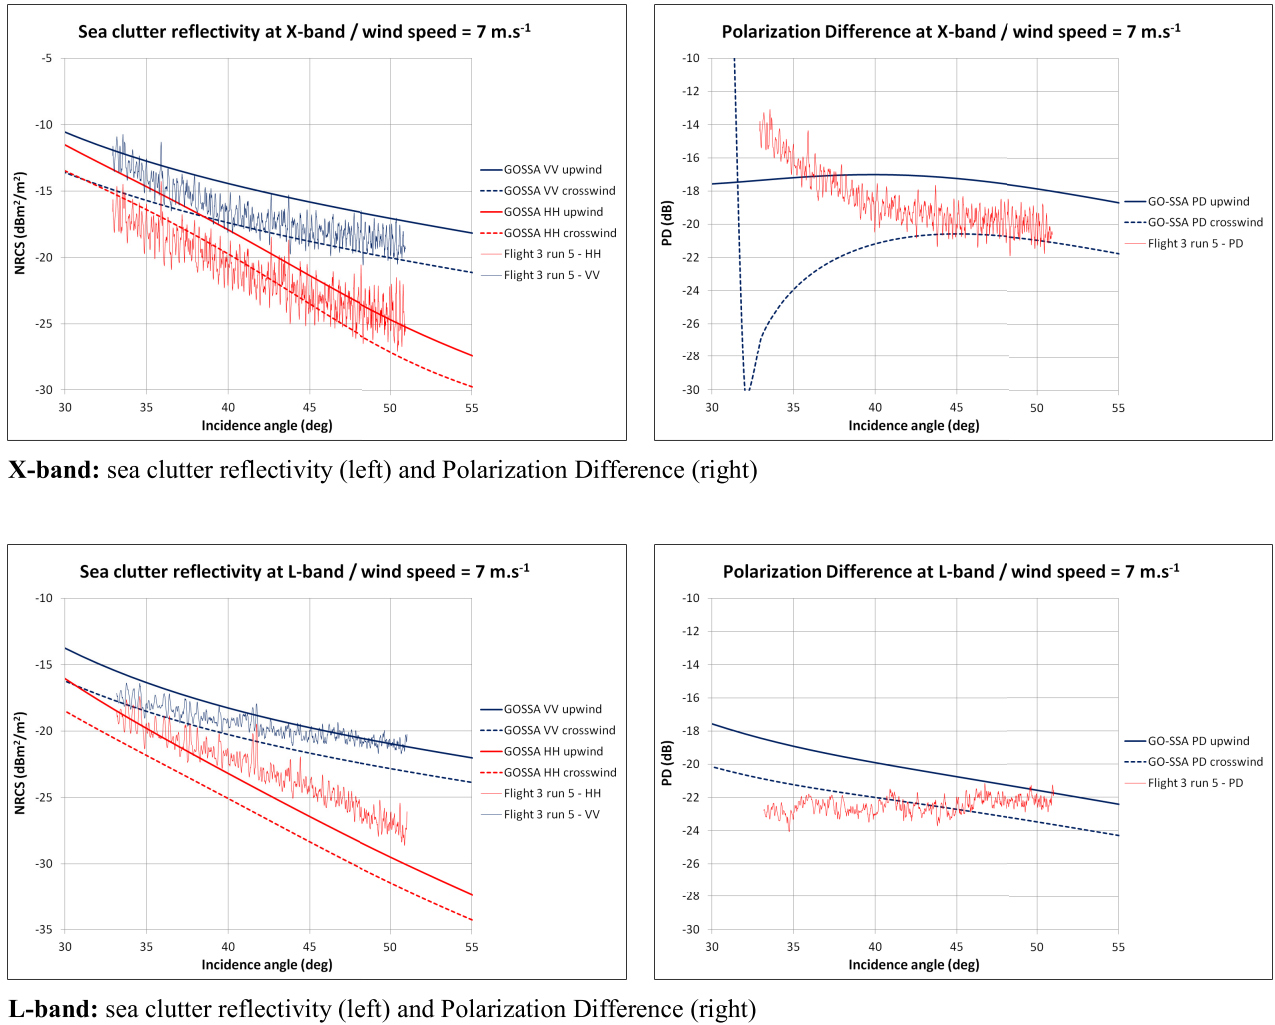 Sea clutter reflectivity at X-band / wind speed = 7 m.s-1
-5
-10
-15
-20
-25
-30
NRCS (dBm2/m2)
30 35 40 45 50 55
Incidence angle (deg)
GOSSA VV upwind
GOSSA VV crosswind
GOSSA HH upwind
GOSSA HH crosswind
Flight 3 run 5 - HH
Flight 3 run 5 - VV
Polarization Difference at X-band / wind speed = 7 m.s-1
-10
-12
-14
-16
-18
-20
-22
-24
-26
-28
-30
PD (dB)
30 35 40 45 50 55
Incidence angle (deg)
GO-SSA PD upwind
GO-SSA PD crosswind
Flight 3 run 5 - PD
X-band: sea clutter reflectivity (left) and Polarization Difference (right)
Sea clutter reflectivity at L-band / wind speed = 7 m.s-1
-10
-15
-20
-25
-30
-35
NRCS (dBm2/m2)
30 35 40 45 50 55
Incidence angle (deg)
GOSSA VV upwind
GOSSA VV crosswind
GOSSA HH upwind
GOSSA HH crosswind
Flight 3 run 5 - HH
Flight 3 run 5 - VV
Polarization Difference at L-band / wind speed = 7 m.s-1
-10
-12
-14
-16
-18
-20
-22
-24
-26
-28
-30
PD (dB)
30 35 40 45 50 55
Incidence angle (deg)
GO-SSA PD upwind
GO-SSA PD crosswind
Flight 3 run 5 - PD
L-band: sea clutter reflectivity (left) and Polarization Difference (right)